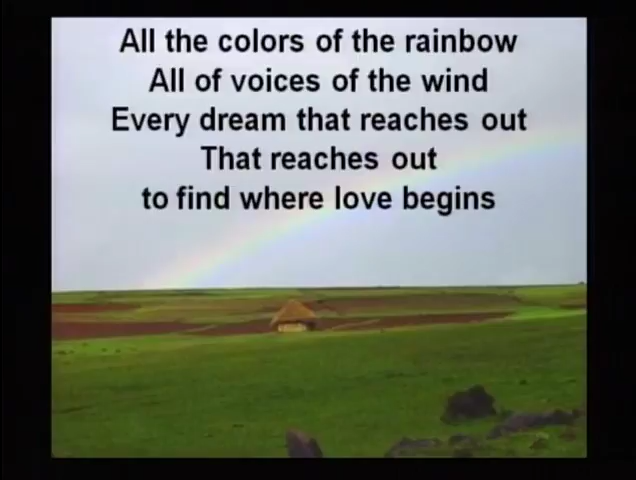 All the colors of the rainbow
All of voices of the wind
Every dream that reaches out
That reaches out
to find where love begins